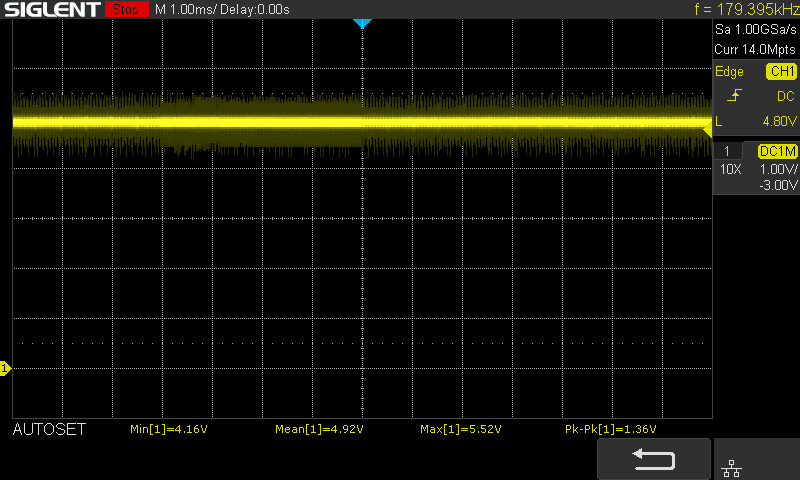 SIGLENT Stop M 1.00ms/ Delay:0.00s f = 179.395kHz
Sa 1.00GSa/s
Curr 14.0Mpts
Edge CH1
DC
L 4.80V
1 DC1M
10X 1.00V/
-3.00V
1
AUTOSET Min[1]=4.16V Mean[1]=4.92V Max[1]=5.52V Pk-Pk[1]=1.36V